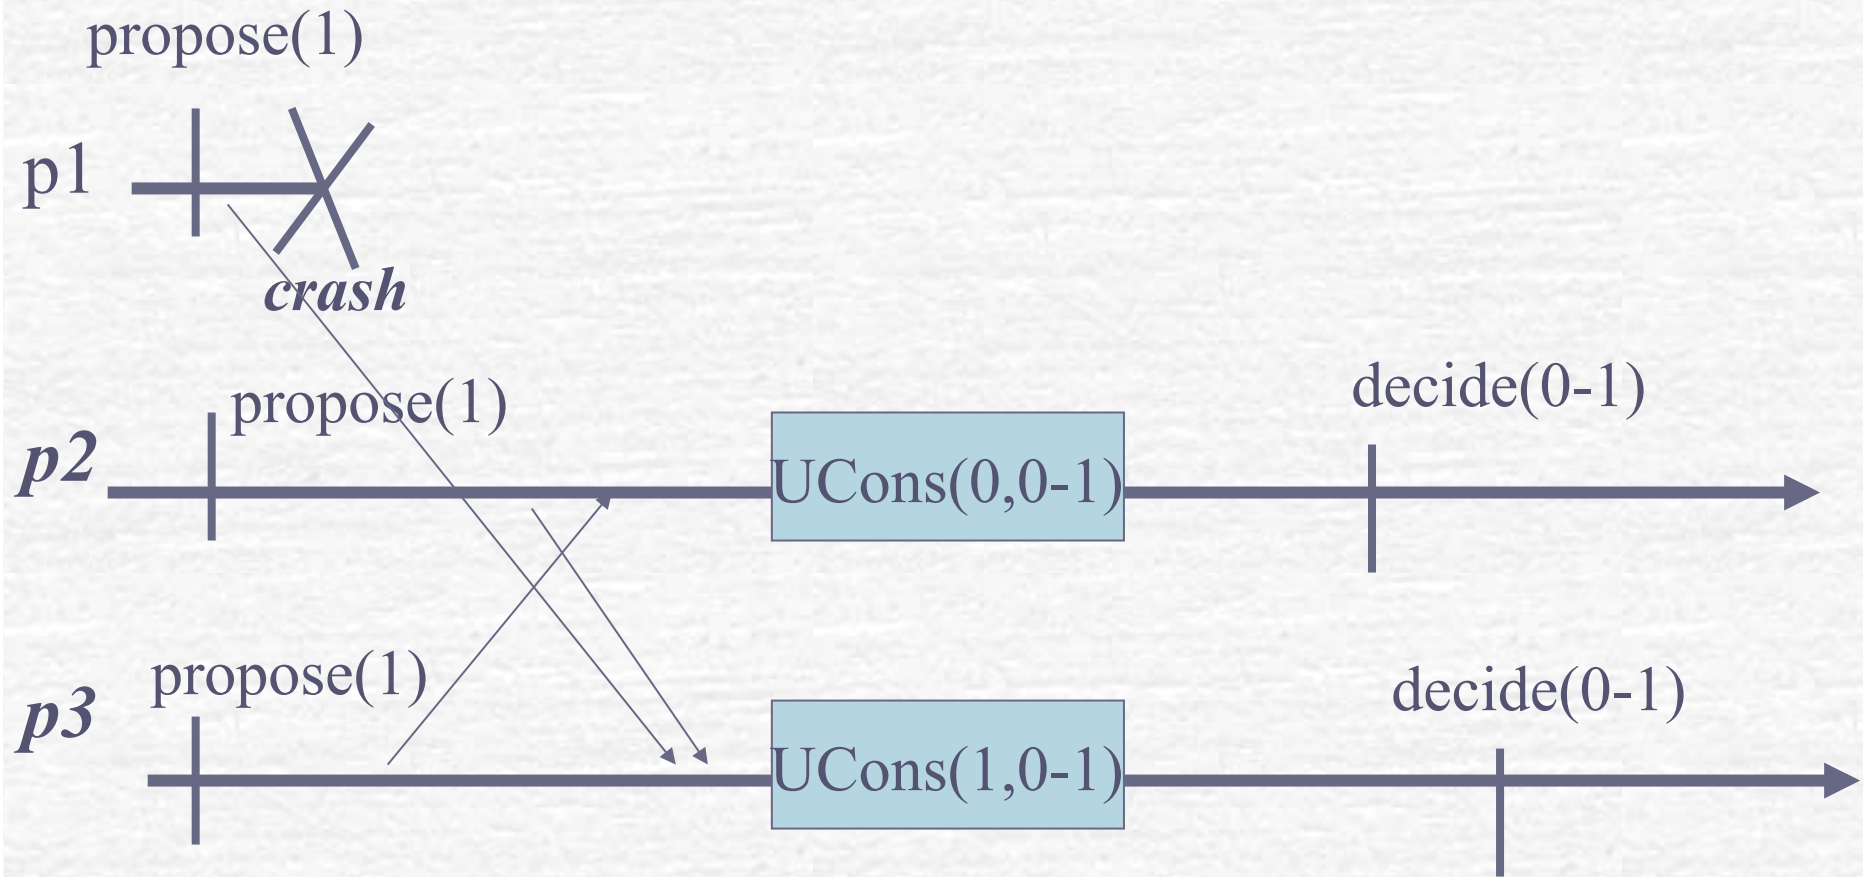 propose(1)
p1
crash
propose(1)
decide(0-1)
p2
UCons(0,0-1)
propose(1)
decide(0-1)
p3
UCons(1,0-1)